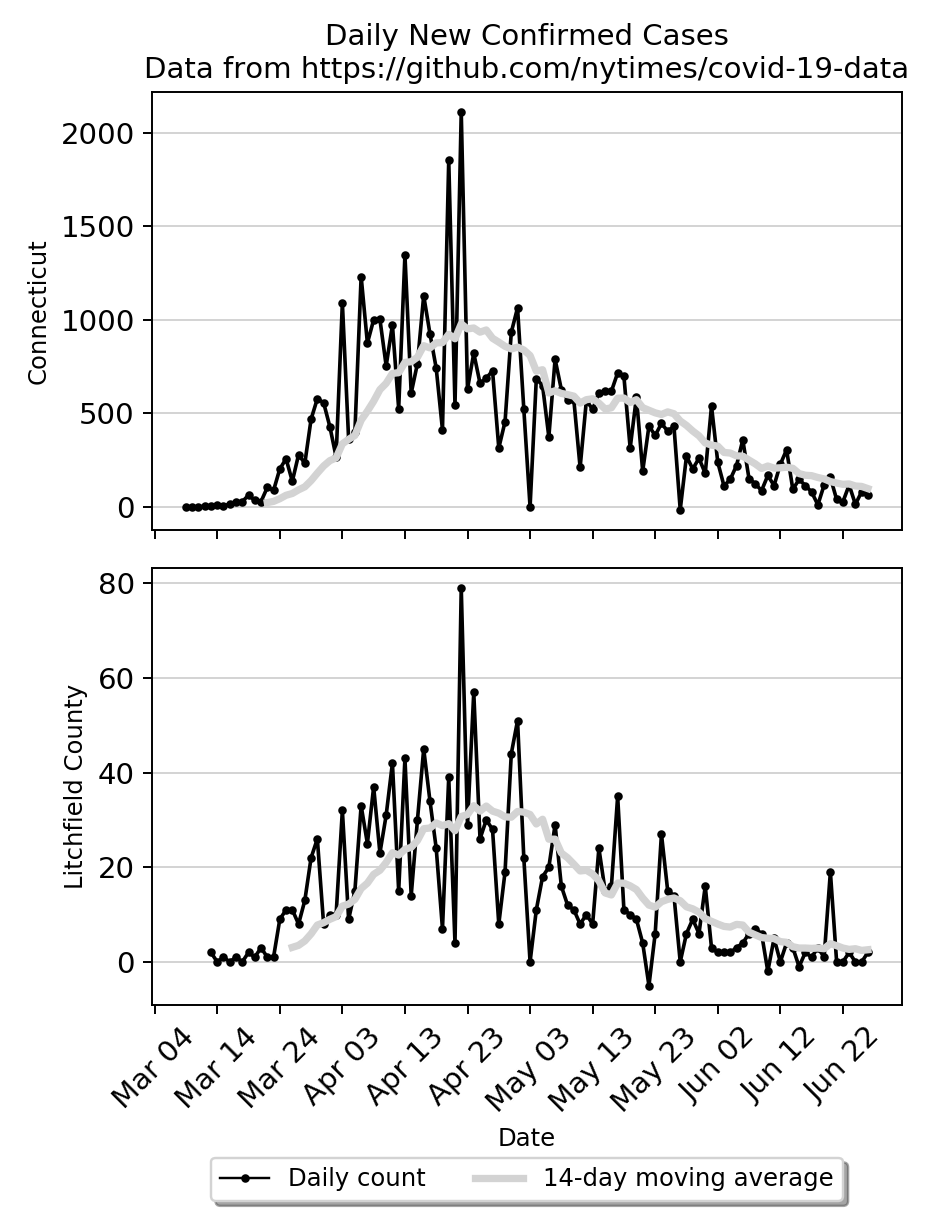 Daily New Confirmed Cases
Data from https://github.com/nytimes/covid-19-data
2000
1500
1000
500
0
Connecticut
80
60
40
20
0
Litchfield County
Mar 04
Mar 14
Mar 24
Apr 03
Apr 13
Apr 23
May 03
May 13
May 23
Jun 02
Jun 12
Jun 22
Date
Daily count
14-day moving average